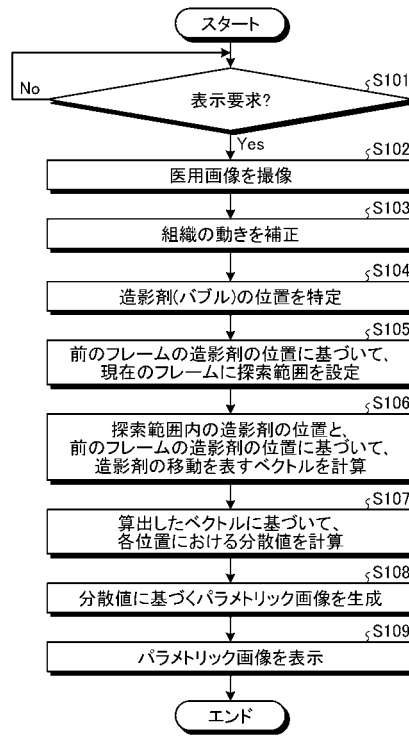 スタート
S101
表示要求?
No
Yes
S102
医用画像を撮像
S103
組織の動きを補正
S104
造影剤(バブル)の位置を特定
S105
前のフレームの造影剤の位置に基づいて、
現在のフレームに探索範囲を設定
S106
探索範囲内の造影剤の位置と、
前のフレームの造影剤の位置に基づいて、
造影剤の移動を表すベクトルを計算
S107
算出したベクトルに基づいて、
各位置における分散値を計算
S108
分散値に基づくパラメトリック画像を生成
S109
パラメトリック画像を表示
エンド